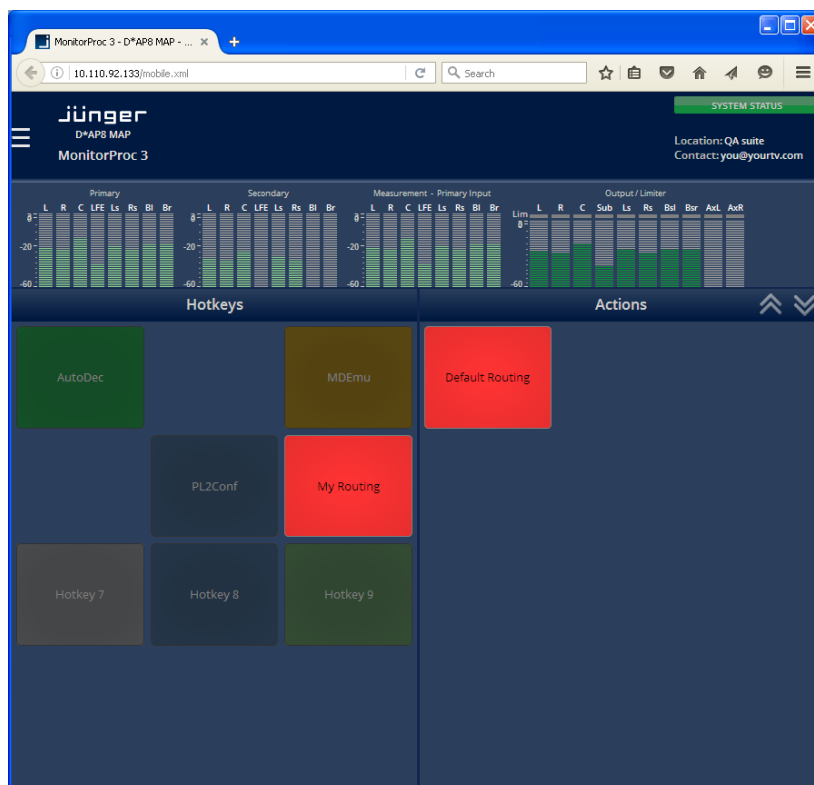 MonitorProc 3 - D*AP8 MAP - ...
10.110.92.133/mobile.xml
Search
jünger
D*AP8 MAP
MonitorProc 3
SYSTEM STATUS
Location: QA suite
Contact: you@yourtv.com
Primary
L R C LFE Ls Rs Bl Br
0
-20
-60
Secondary
L R C LFE Ls Rs Bl Br
0
-20
-60
Measurement - Primary Input
L R C LFE Ls Rs Bl Br
0
-20
-60
Output / Limiter
L R C Sub Ls Rs Bsl Bsr AxL AxR
Lim
0
-60
Hotkeys
Actions
AutoDec
MDEmu
Default Routing
PL2Conf
My Routing
Hotkey 7
Hotkey 8
Hotkey 9